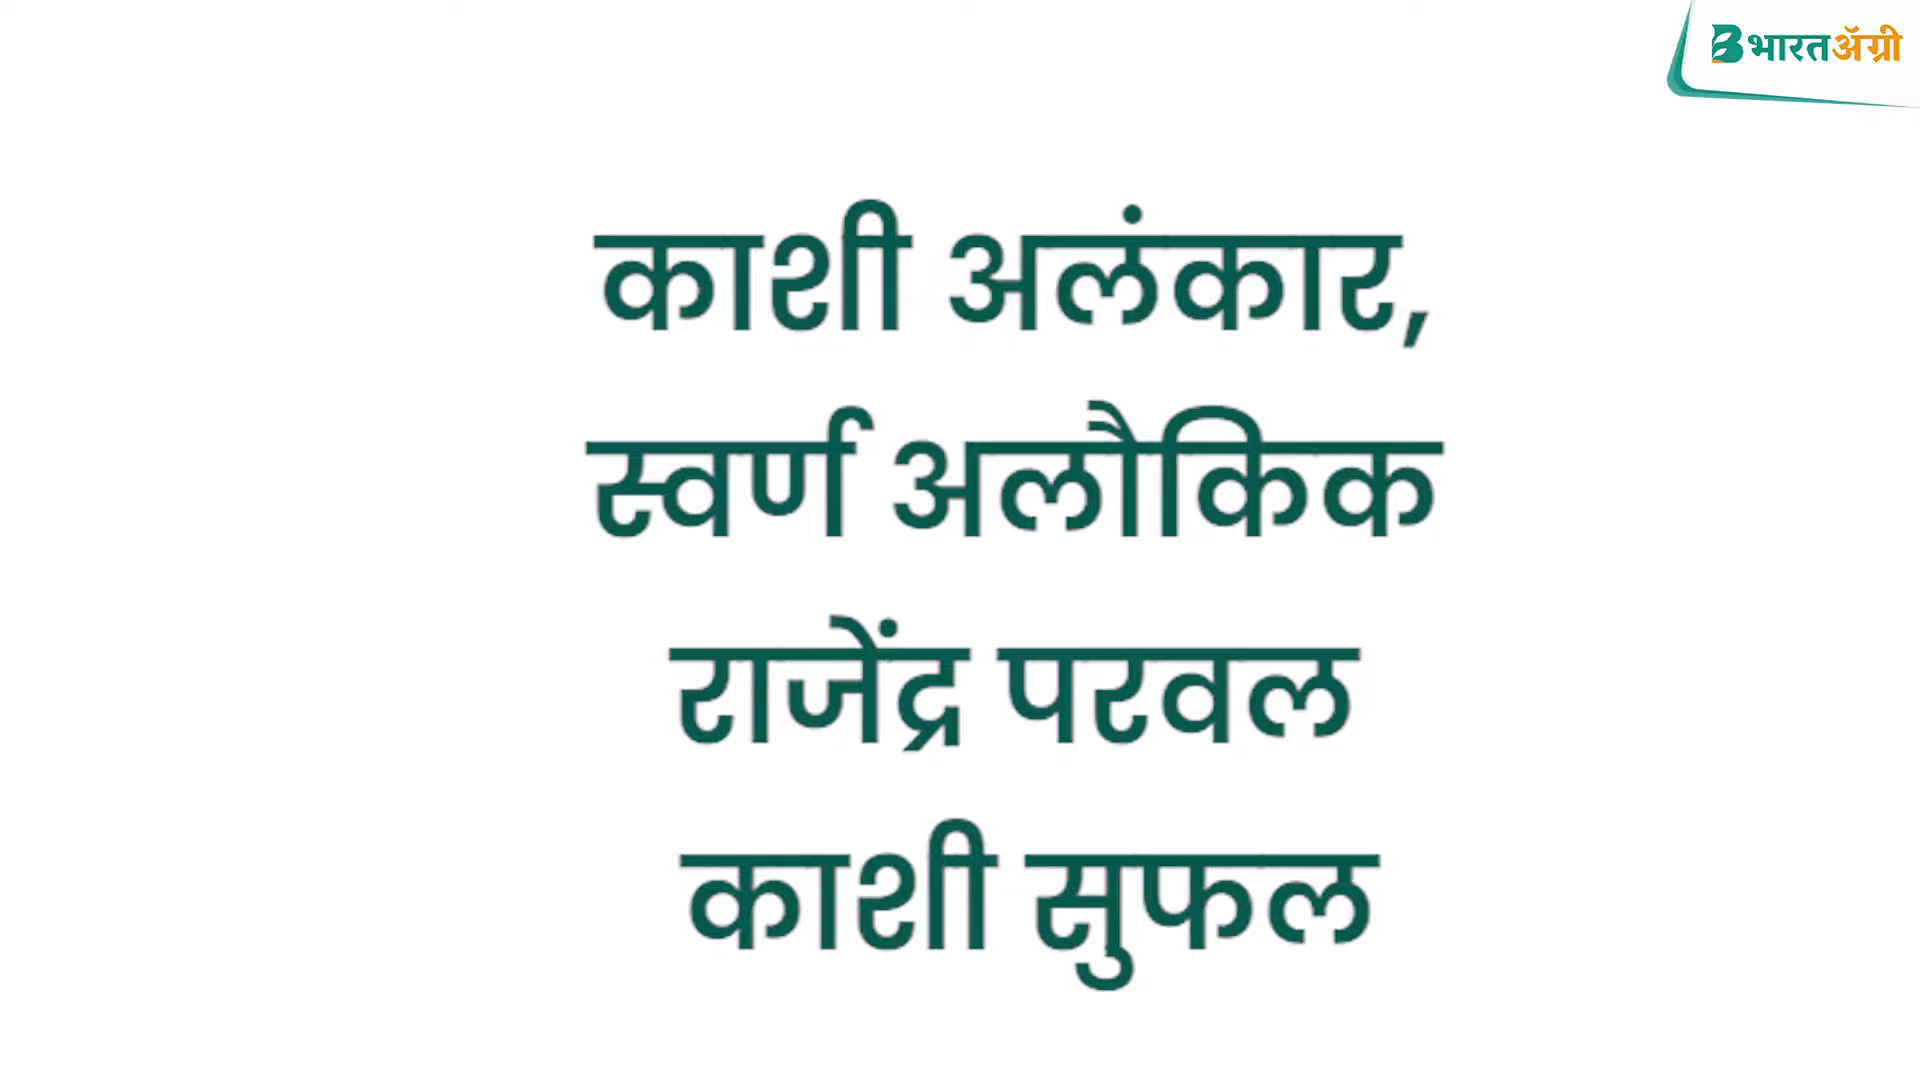 भारतॲग्री
काशी अलंकार,
स्वर्ण अलौकिक
राजेंद्र परवल
काशी सुफल